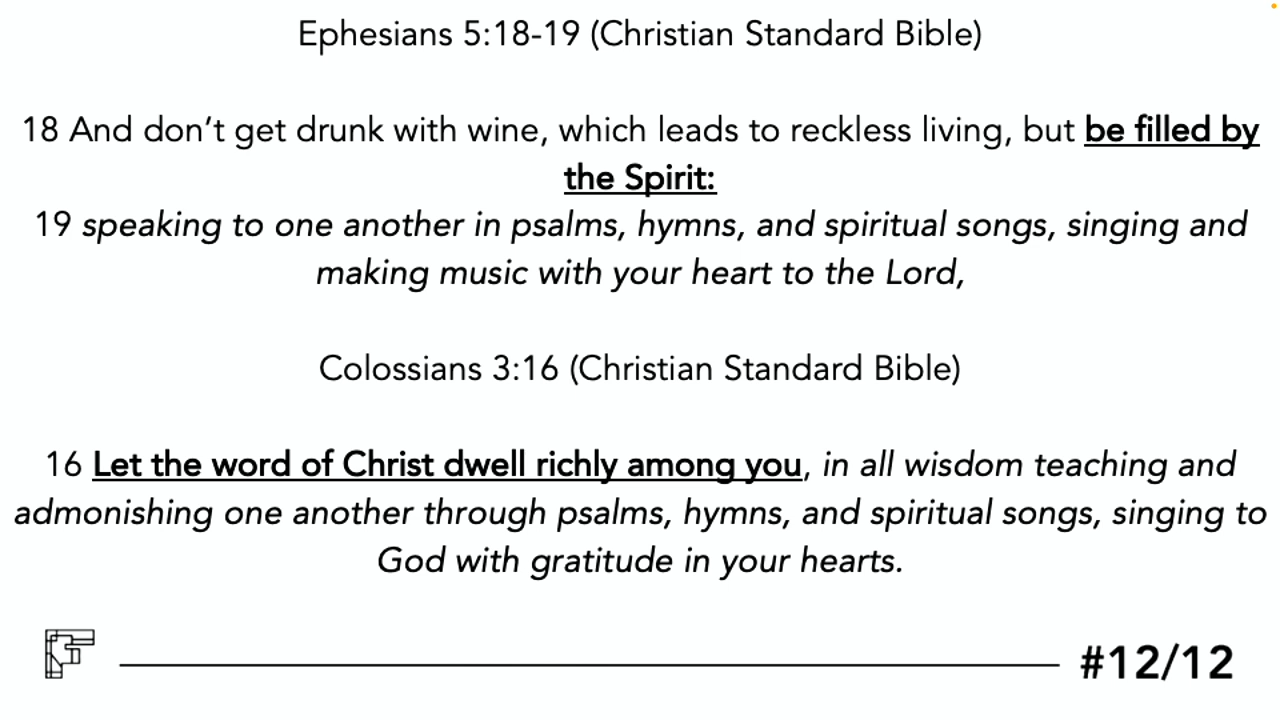 Ephesians 5:18-19 (Christian Standard Bible)
18 And don’t get drunk with wine, which leads to reckless living, but be filled by
the Spirit:
19 speaking to one another in psalms, hymns, and spiritual songs, singing and
making music with your heart to the Lord,
Colossians 3:16 (Christian Standard Bible)
16 Let the word of Christ dwell richly among you, in all wisdom teaching and
admonishing one another through psalms, hymns, and spiritual songs, singing to
God with gratitude in your hearts.
#12/12